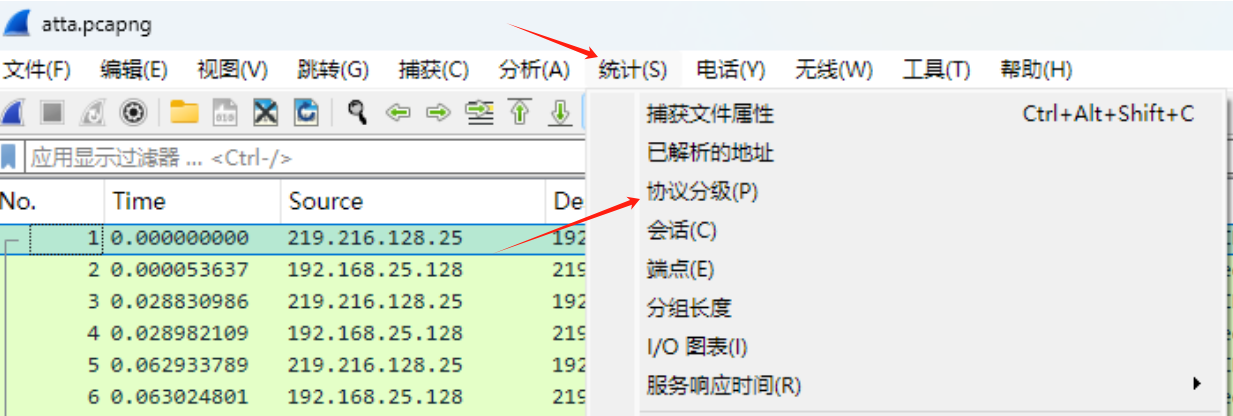 atta.pcapng
文件(F) 编辑(E) 视图(V) 跳转(G) 捕获(C) 分析(A) 统计(S) 电话(Y) 无线(W) 工具(T) 帮助(H)
捕获文件属性 Ctrl+Alt+Shift+C
已解析的地址
协议分级(P)
会话(C)
端点(E)
分组长度
I/O 图表(I)
服务响应时间(R)
应用显示过滤器 … <Ctrl-/>
No. Time Source De
1 0.000000000 219.216.128.25 192
2 0.000053637 192.168.25.128 219
3 0.028830986 219.216.128.25 192
4 0.028982109 192.168.25.128 219
5 0.062933789 219.216.128.25 192
6 0.063024801 192.168.25.128 219